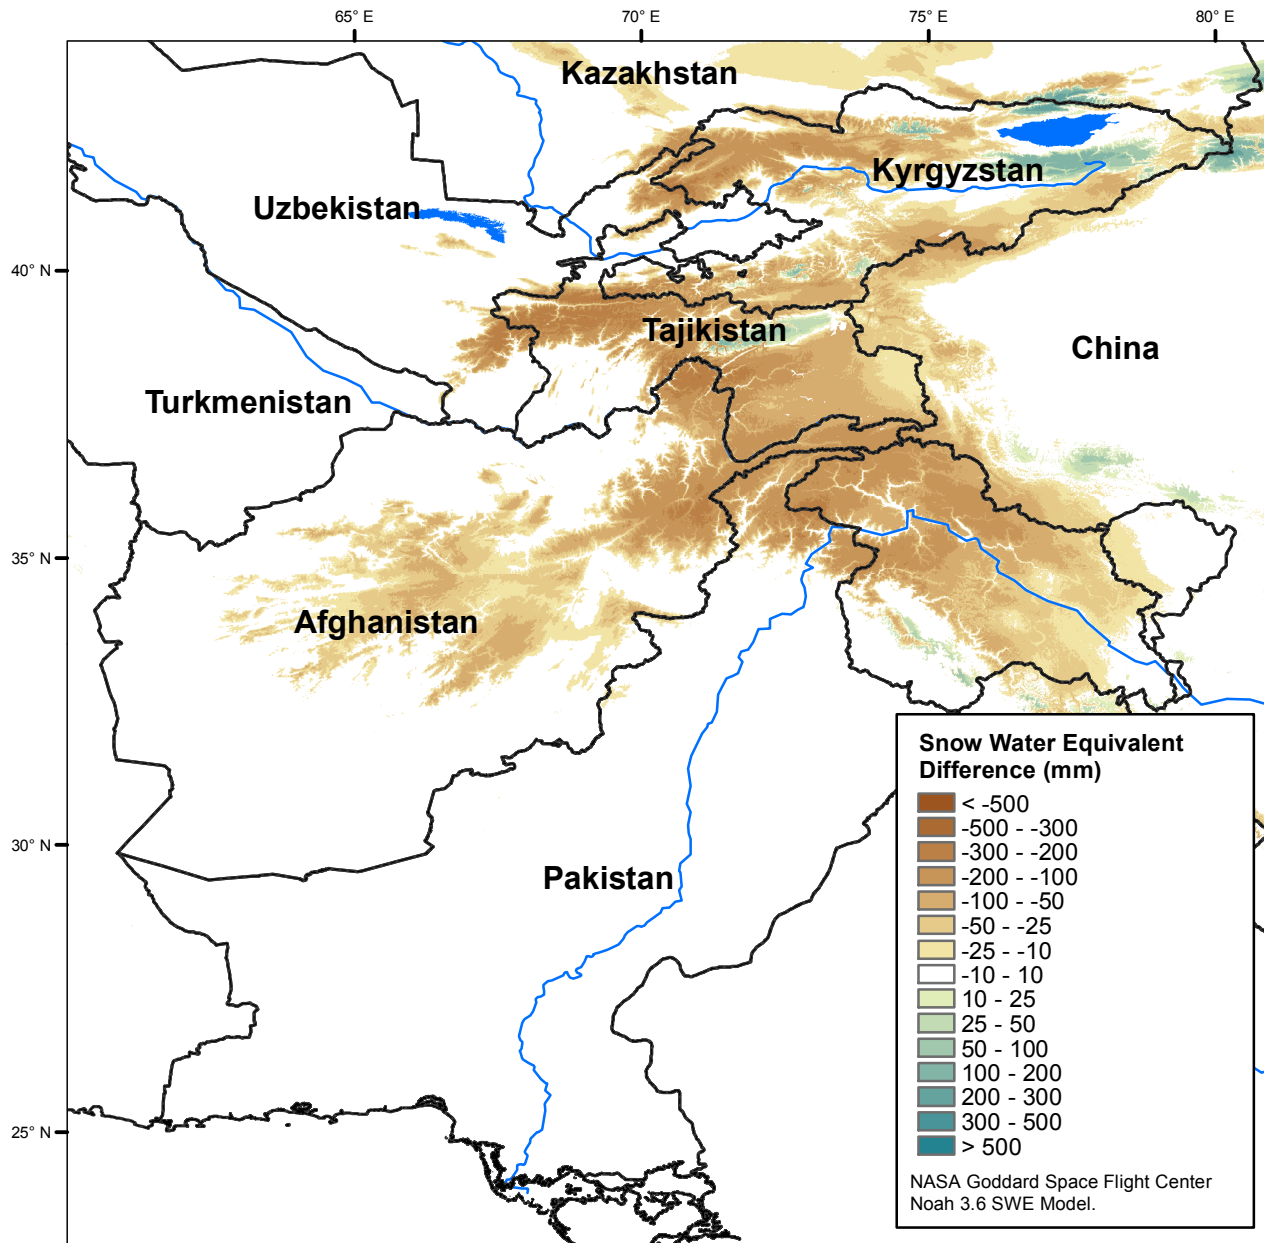 65° E
70° E
75° E
80° E
Kazakhstan
Kyrgyzstan
Uzbekistan
40° N
Tajikistan
China
Turkmenistan
35° N
Afghanistan
Snow Water Equivalent
Difference (mm)
< -500
-500 - -300
-300 - -200
-200 - -100
-100 - -50
-50 - -25
-25 - -10
-10 - 10
10 - 25
25 - 50
50 - 100
100 - 200
200 - 300
300 - 500
> 500
30° N
Pakistan
25° N
NASA Goddard Space Flight Center
Noah 3.6 SWE Model.